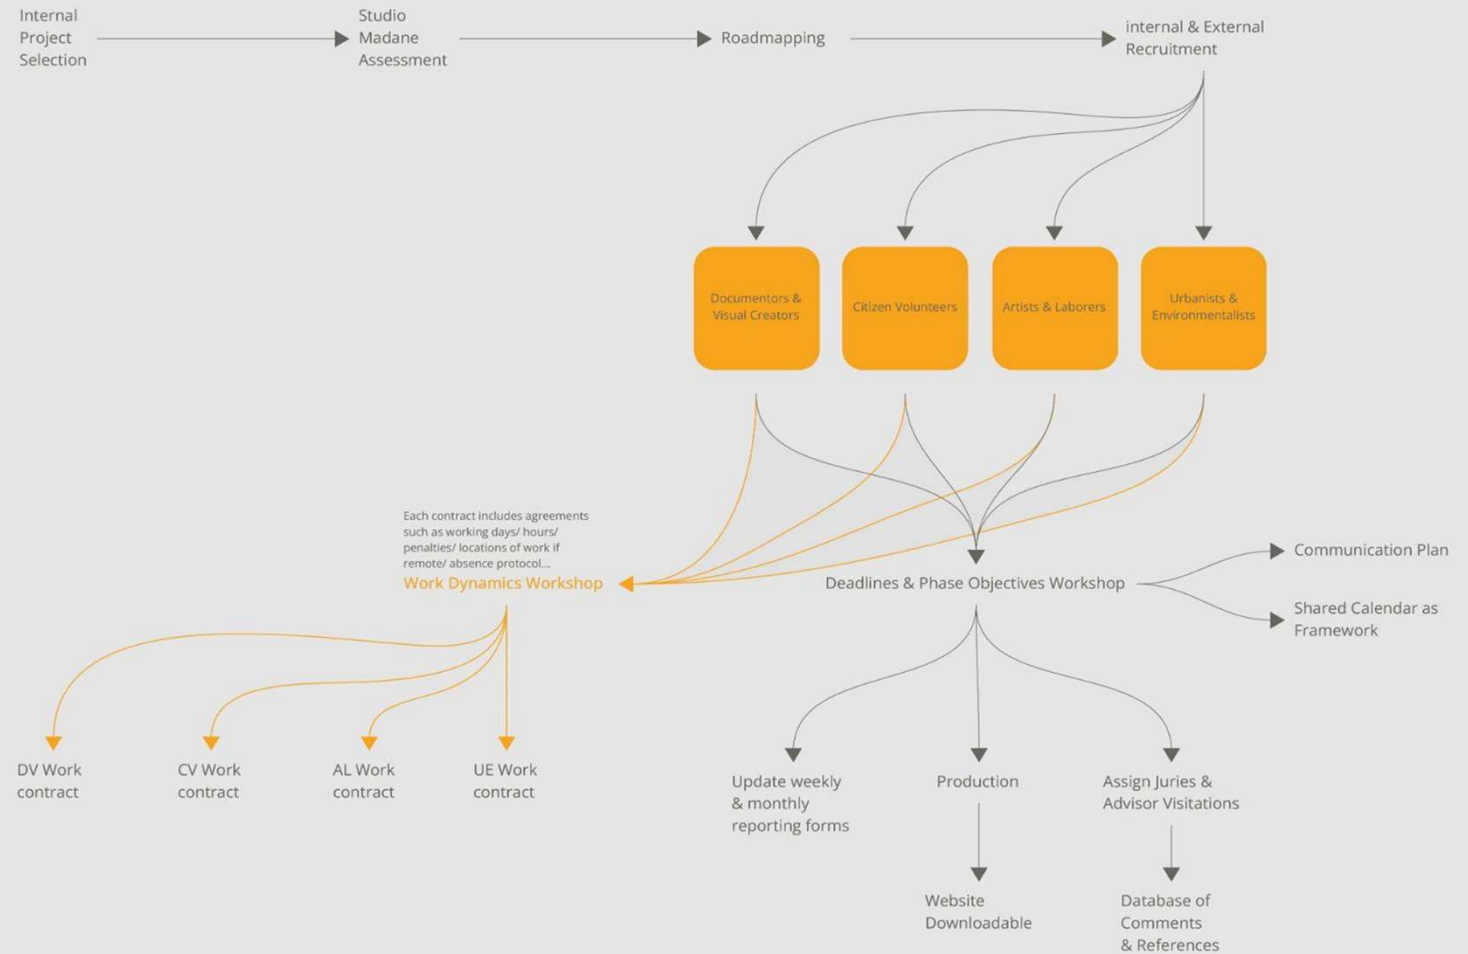 Internal
Project
Selection
Studio
Madane
Assessment
Roadmapping
internal & External
Recruitment
Documentors &
Visual Creators
Citizen Volunteers
Artists & Laborers
Urbanists &
Environmentalists
Each contract includes agreements
such as working days/ hours/
penalties/ locations of work if
remote/ absence protocol...
Work Dynamics Workshop
Deadlines & Phase Objectives Workshop
Communication Plan
Shared Calendar as
Framework
DV Work
contract
CV Work
contract
AL Work
contract
UE Work
contract
Update weekly
& monthly
reporting forms
Production
Assign Juries &
Advisor Visitations
Website
Downloadable
Database of
Comments
& References